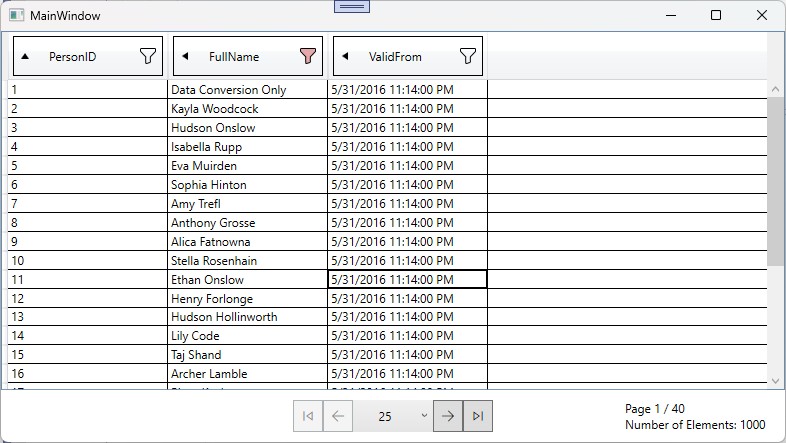 MainWindow
PersonID FullName ValidFrom
1 Data Conversion Only 5/31/2016 11:14:00 PM
2 Kayla Woodcock 5/31/2016 11:14:00 PM
3 Hudson Onslow 5/31/2016 11:14:00 PM
4 Isabella Rupp 5/31/2016 11:14:00 PM
5 Eva Muirden 5/31/2016 11:14:00 PM
6 Sophia Hinton 5/31/2016 11:14:00 PM
7 Amy Trefl 5/31/2016 11:14:00 PM
8 Anthony Grosse 5/31/2016 11:14:00 PM
9 Alica Fatnowna 5/31/2016 11:14:00 PM
10 Stella Rosenhain 5/31/2016 11:14:00 PM
11 Ethan Onslow 5/31/2016 11:14:00 PM
12 Henry Forlonge 5/31/2016 11:14:00 PM
13 Hudson Hollinworth 5/31/2016 11:14:00 PM
14 Lily Code 5/31/2016 11:14:00 PM
15 Taj Shand 5/31/2016 11:14:00 PM
16 Archer Lamble 5/31/2016 11:14:00 PM
25
Page 1 / 40
Number of Elements: 1000